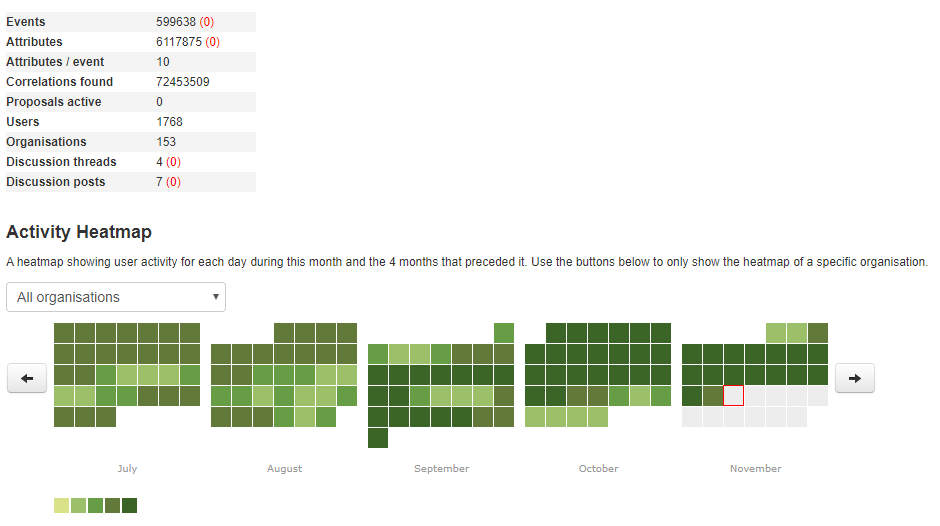 Events 599638 (0)
Attributes 6117875 (0)
Attributes / event 10
Correlations found 72453509
Proposals active 0
Users 1768
Organisations 153
Discussion threads 4 (0)
Discussion posts 7 (0)
Activity Heatmap
A heatmap showing user activity for each day during this month and the 4 months that preceded it. Use the buttons below to only show the heatmap of a specific organisation.
All organisations
July August September October November